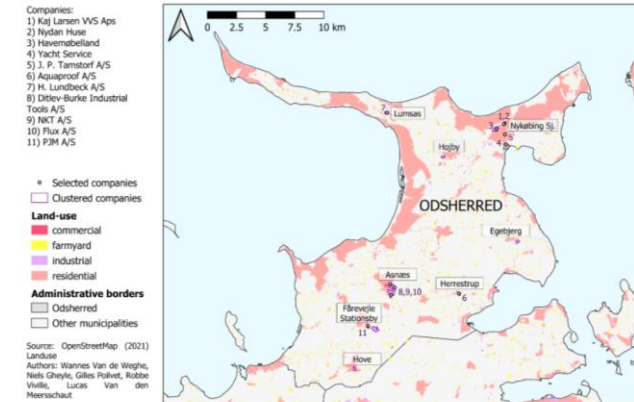 Companies:
1) Kaj Larsen VVS Aps
2) Nydan Huse
3) Havemøbelland
4) Yacht Service
5) J. P. Tamstorf A/S
6) Aquaproof A/S
7) H. Lundbeck A/S
8) Ditlev-Burke Industrial
Tools A/S
9) NKT A/S
10) Flux A/S
11) PJM A/S
Selected companies
Clustered companies
Land-use
commercial
farmyard
industrial
residential
Administrative borders
Odsherred
Other municipalities
Source: OpenStreetMap (2021)
Landuse
Authors: Wannes Van de Weghe,
Niels Gheyle, Gilles Poilvet, Robbe
Viville, Lucas Van den
Meersschaut
0 2.5 5 7.5 10 km
7
Lumsås
1,2
3
Nykøbing Sj.
5
4
Højby
ODSHERRED
Egebjerg
Asnæs
8,9,10
Herrestrup
6
Fårevejle
Stationsby
11
Hove